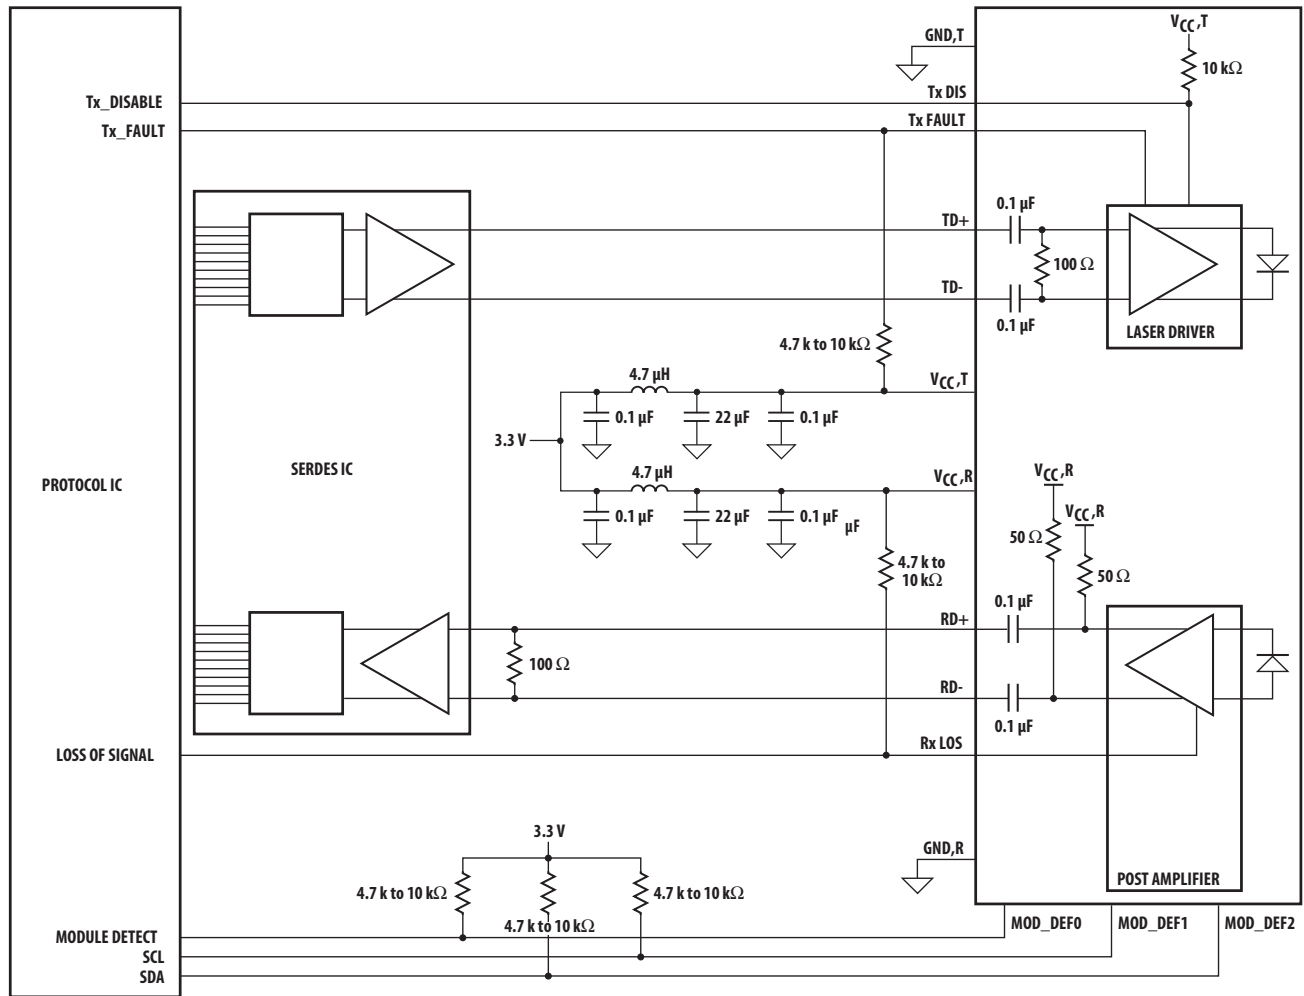 V_CC,T
GND,T
10 kΩ
Tx_DISABLE
Tx DIS
Tx_FAULT
Tx FAULT
0.1 µF
TD+
100 Ω
TD-
0.1 µF
LASER DRIVER
4.7 k to 10 kΩ
4.7 µH
V_CC,T
0.1 µF
22 µF
0.1 µF
3.3 V
SERDES IC
PROTOCOL IC
4.7 µH
V_CC,R
V_CC,R
0.1 µF
22 µF
0.1 µF
µF
V_CC,R
50 Ω
4.7 k to
10 kΩ
50 Ω
0.1 µF
RD+
100 Ω
RD-
0.1 µF
LOSS OF SIGNAL
Rx LOS
3.3 V
GND,R
POST AMPLIFIER
4.7 k to 10 kΩ
4.7 k to 10 kΩ
4.7 k to 10 kΩ
MOD_DEF0
MOD_DEF1
MOD_DEF2
MODULE DETECT
SCL
SDA